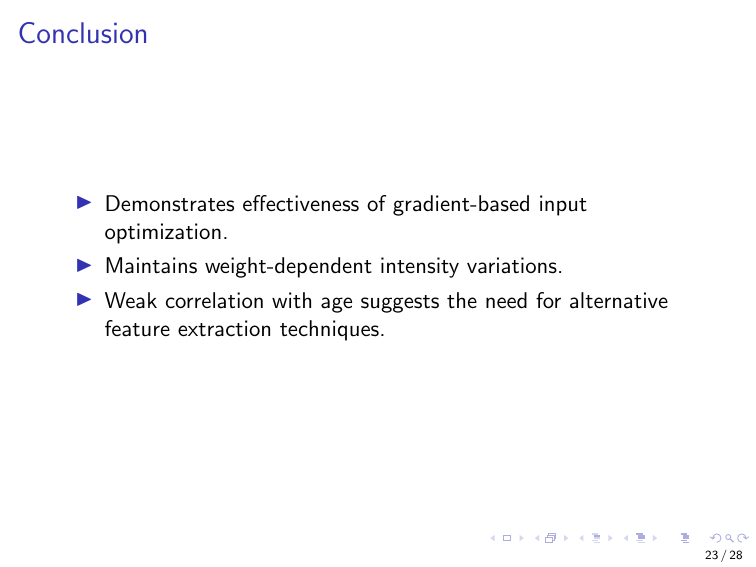 Conclusion
Demonstrates effectiveness of gradient-based input
optimization.
Maintains weight-dependent intensity variations.
Weak correlation with age suggests the need for alternative
feature extraction techniques.
23 / 28